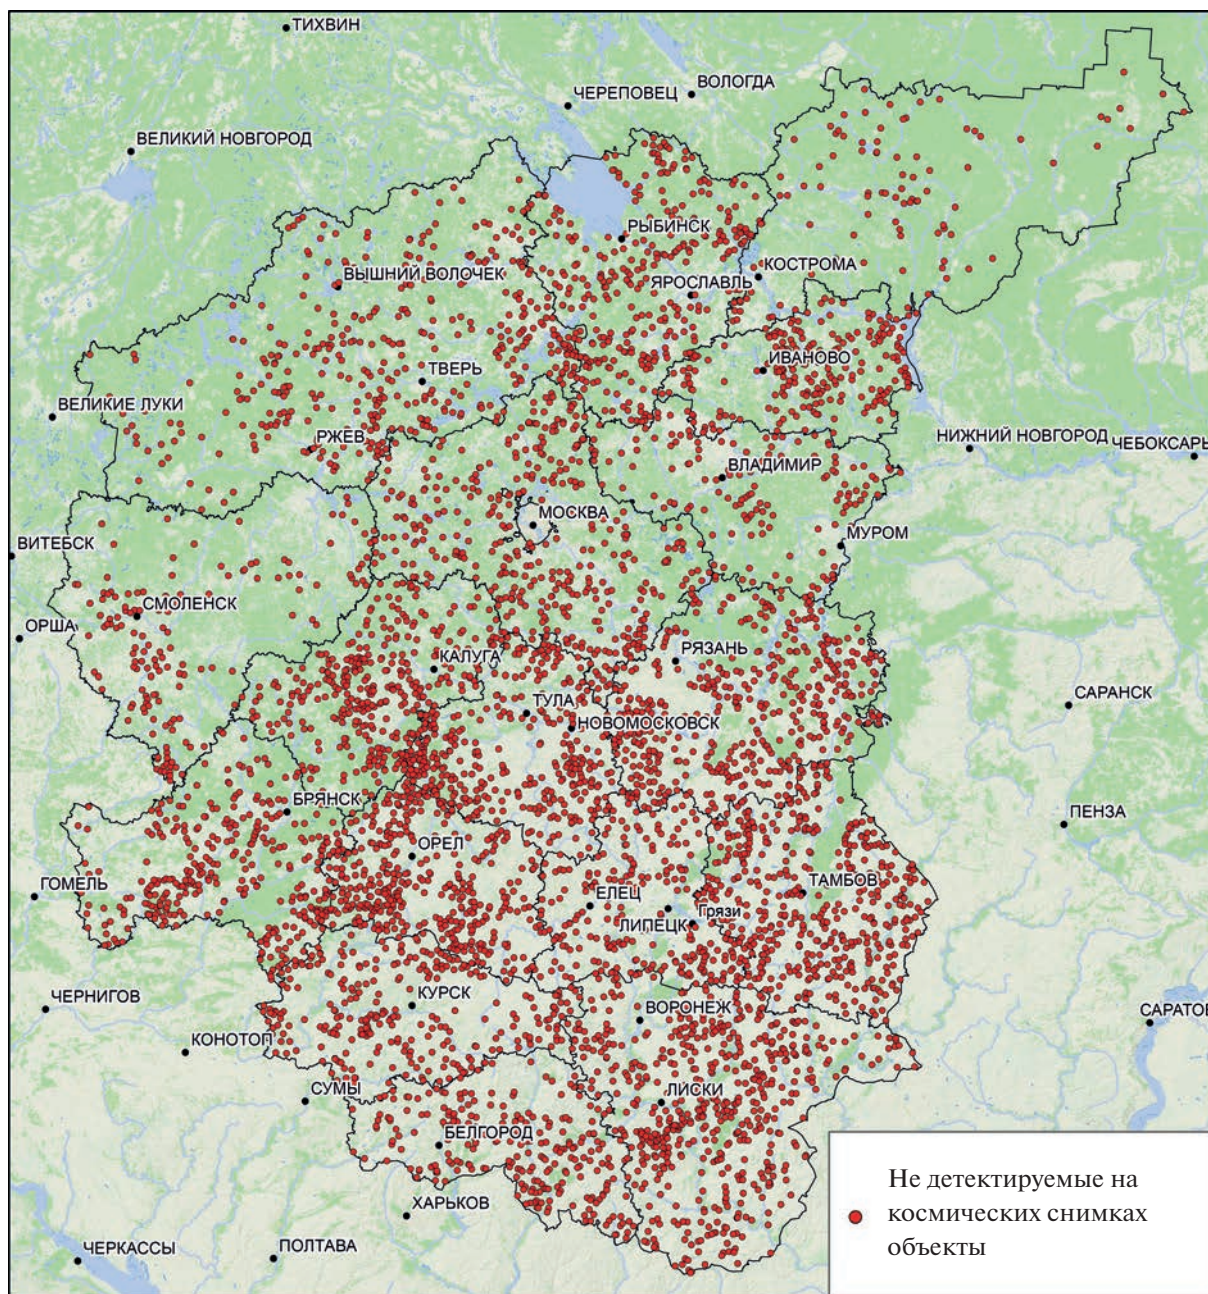 ТИХВИН
ВОЛОГДА
ЧЕРЕПОВЕЦ
ВЕЛИКИЙ НОВГОРОД
РЫБИНСК
ВЫШНИЙ ВОЛОЧЕК
КОСТРОМА
ЯРОСЛАВЛЬ
ИВАНОВО
ТВЕРЬ
ВЕЛИКИЕ ЛУКИ
РЖЕВ
НИЖНИЙ НОВГОРОД
ЧЕБОКСАРЫ
ВЛАДИМИР
МОСКВА
МУРОМ
ВИТЕБСК
СМОЛЕНСК
ОРША
РЯЗАНЬ
КАЛУГА
САРАНСК
ТУЛА
НОВОМОСКОВСК
БРЯНСК
ПЕНЗА
ОРЕЛ
ТАМБОВ
ГОМЕЛЬ
ЕЛЕЦ
ЛИПЕЦК
Грязи
ЧЕРНИГОВ
КУРСК
ВОРОНЕЖ
САРАТОВ
КОНОТОП
СУМЫ
ЛИСКИ
БЕЛГОРОД
ХАРЬКОВ
ЧЕРКАССЫ
ПОЛТАВА
Не детектируемые на
космических снимках
объекты